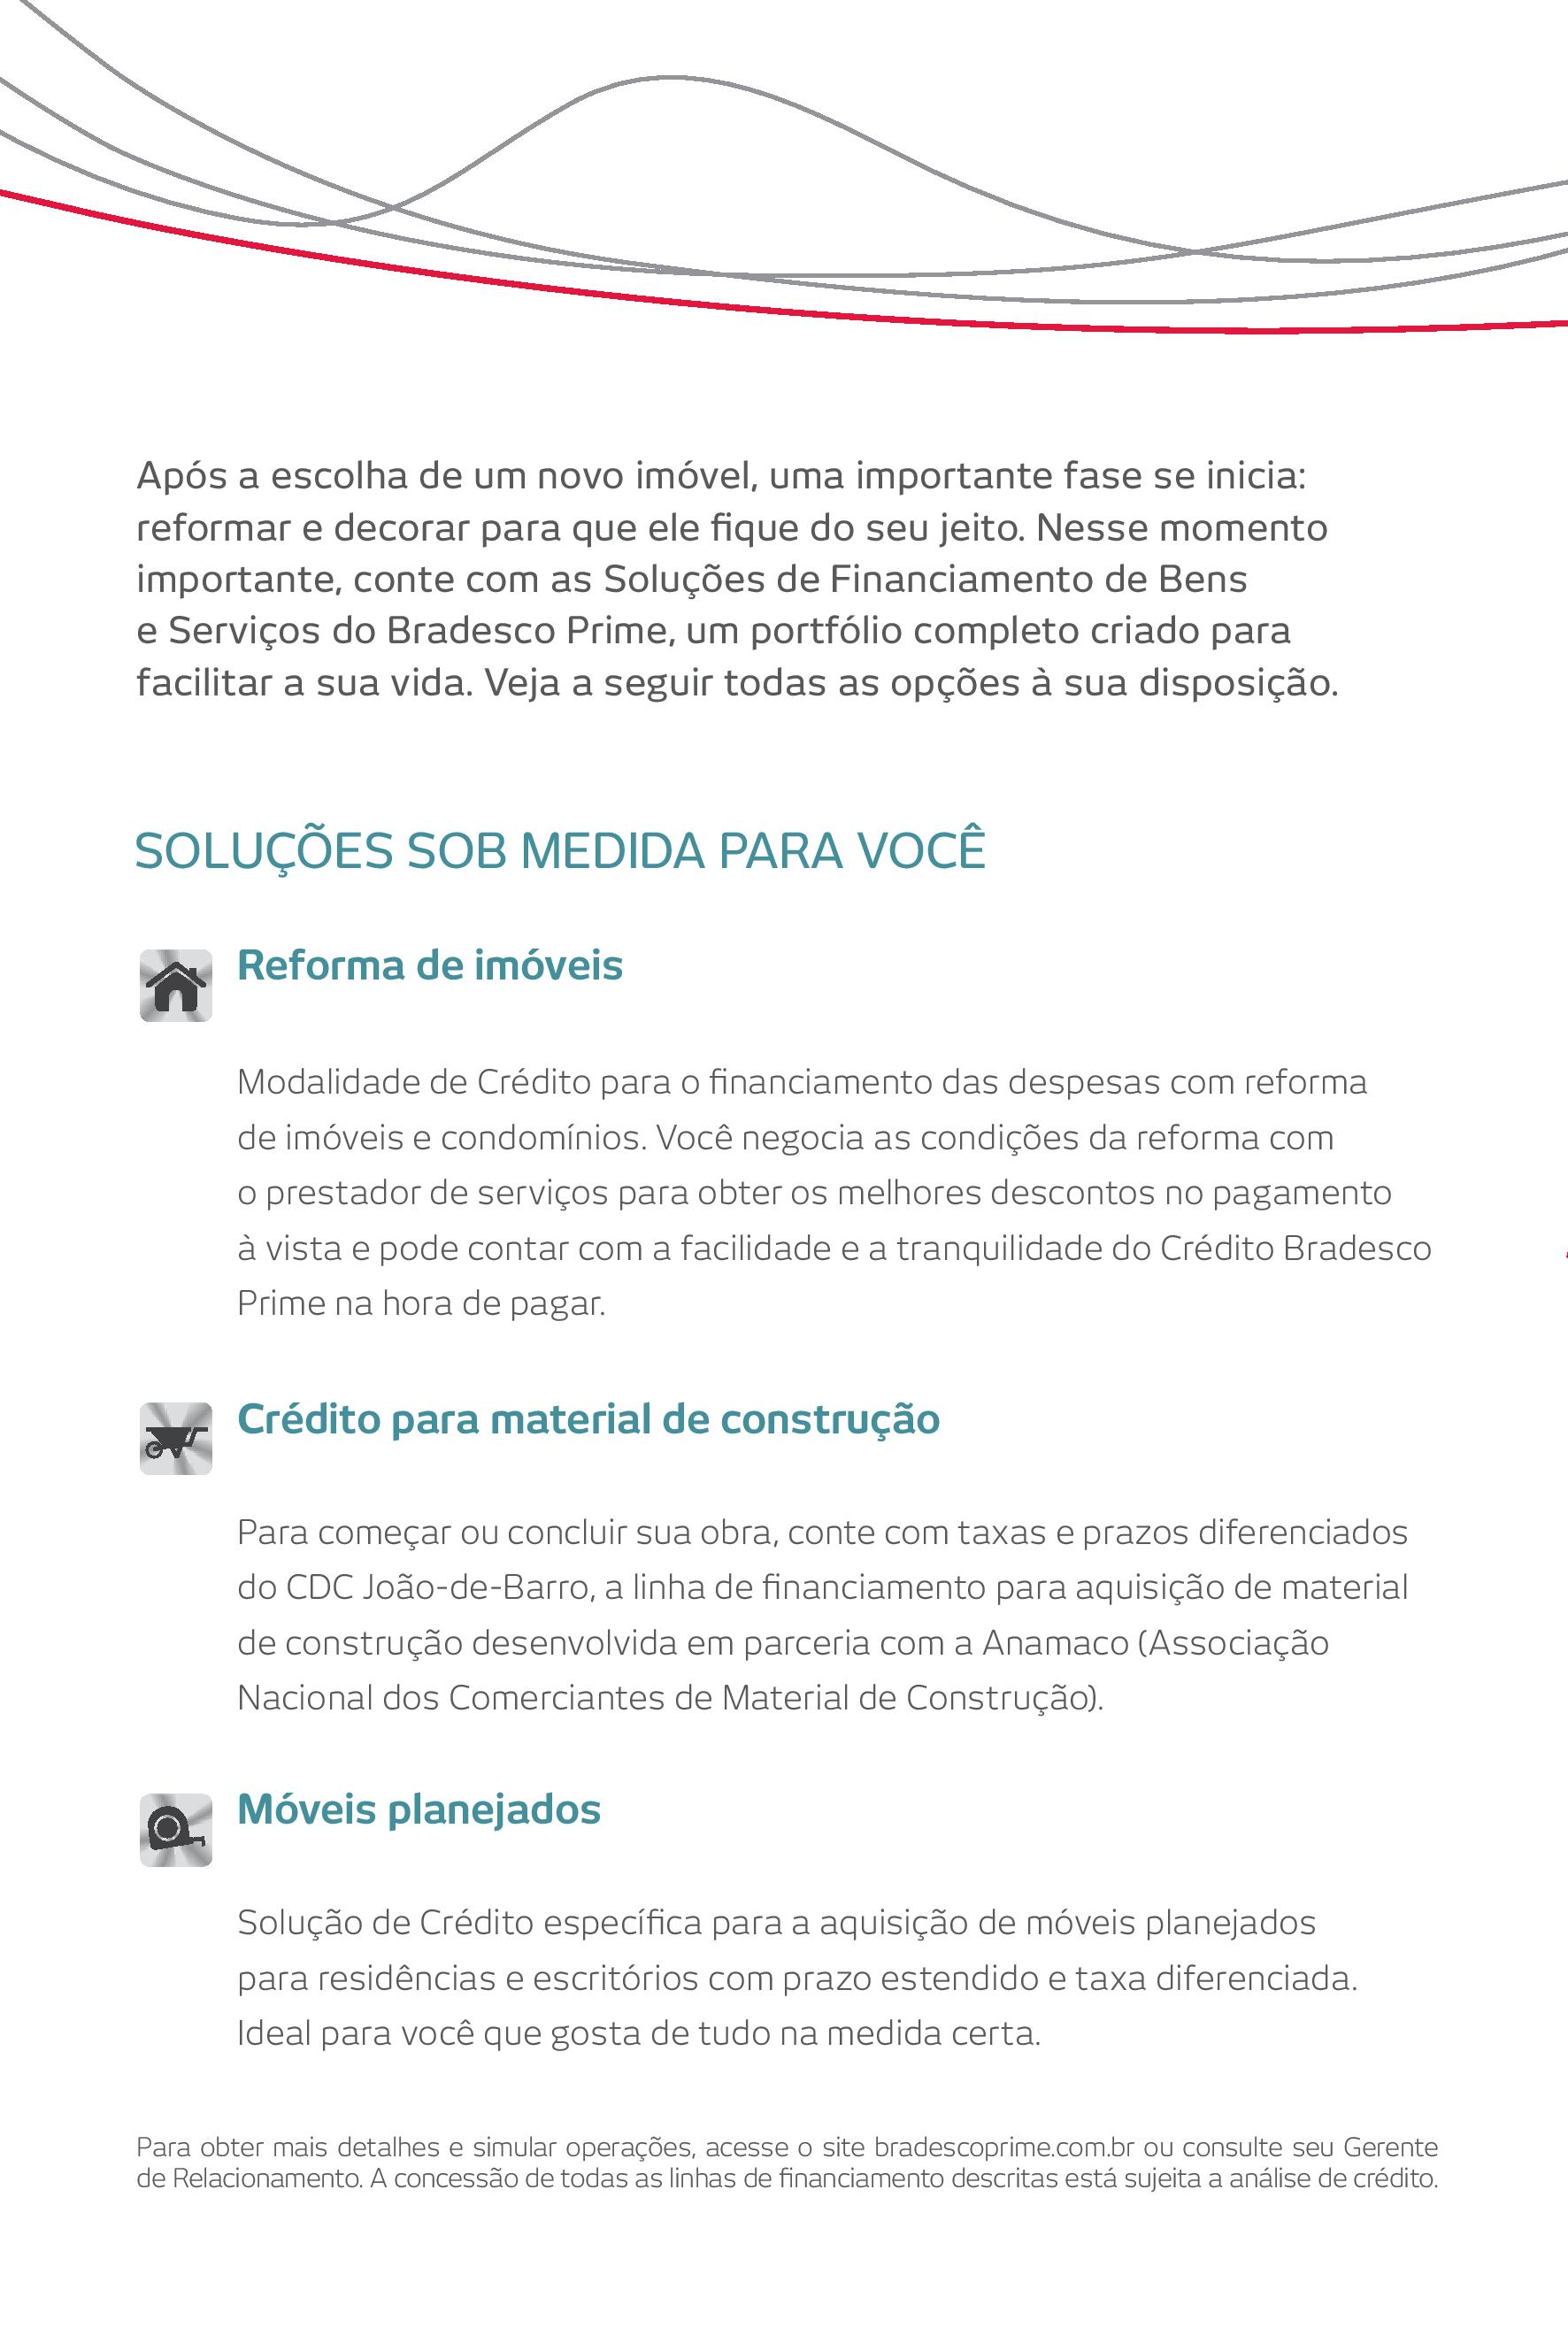 Após a escolha de um novo imóvel, uma importante fase se inicia:
reformar e decorar para que ele fique do seu jeito. Nesse momento
importante, conte com as Soluções de Financiamento de Bens
e Serviços do Bradesco Prime, um portfólio completo criado para
facilitar a sua vida. Veja a seguir todas as opções à sua disposição.
SOLUÇÕES SOB MEDIDA PARA VOCÊ
Reforma de imóveis
Modalidade de Crédito para o financiamento das despesas com reforma
de imóveis e condomínios. Você negocia as condições da reforma com
o prestador de serviços para obter os melhores descontos no pagamento
à vista e pode contar com a facilidade e a tranquilidade do Crédito Bradesco
Prime na hora de pagar.
Crédito para material de construção
Para começar ou concluir sua obra, conte com taxas e prazos diferenciados
do CDC João-de-Barro, a linha de financiamento para aquisição de material
de construção desenvolvida em parceria com a Anamaco (Associação
Nacional dos Comerciantes de Material de Construção).
Móveis planejados
Solução de Crédito específica para a aquisição de móveis planejados
para residências e escritórios com prazo estendido e taxa diferenciada.
Ideal para você que gosta de tudo na medida certa.
Para obter mais detalhes e simular operações, acesse o site bradescoprime.com.br ou consulte seu Gerente
de Relacionamento. A concessão de todas as linhas de financiamento descritas está sujeita a análise de crédito.